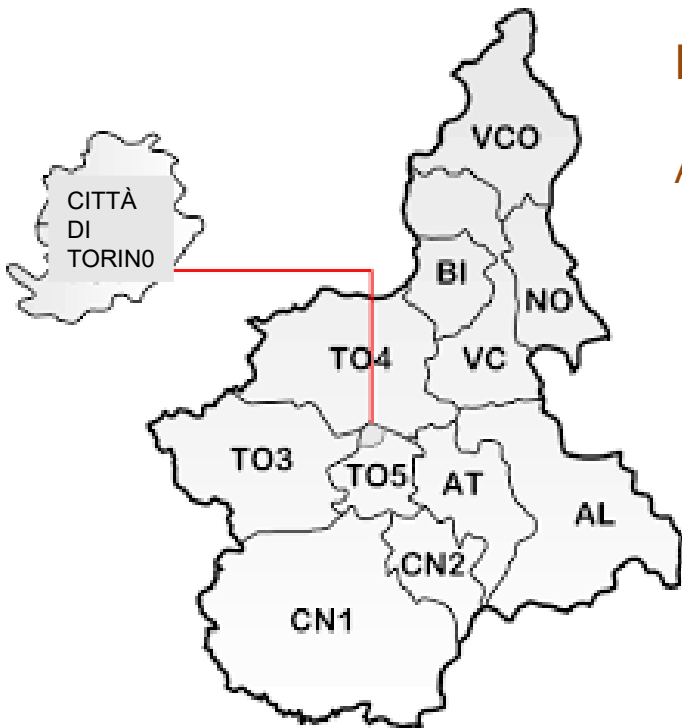 VCO
CITTÀ
DI
TORIN0
BI
NO
TO4
VC
TO3
TO5
AT
AL
CN2
CN1